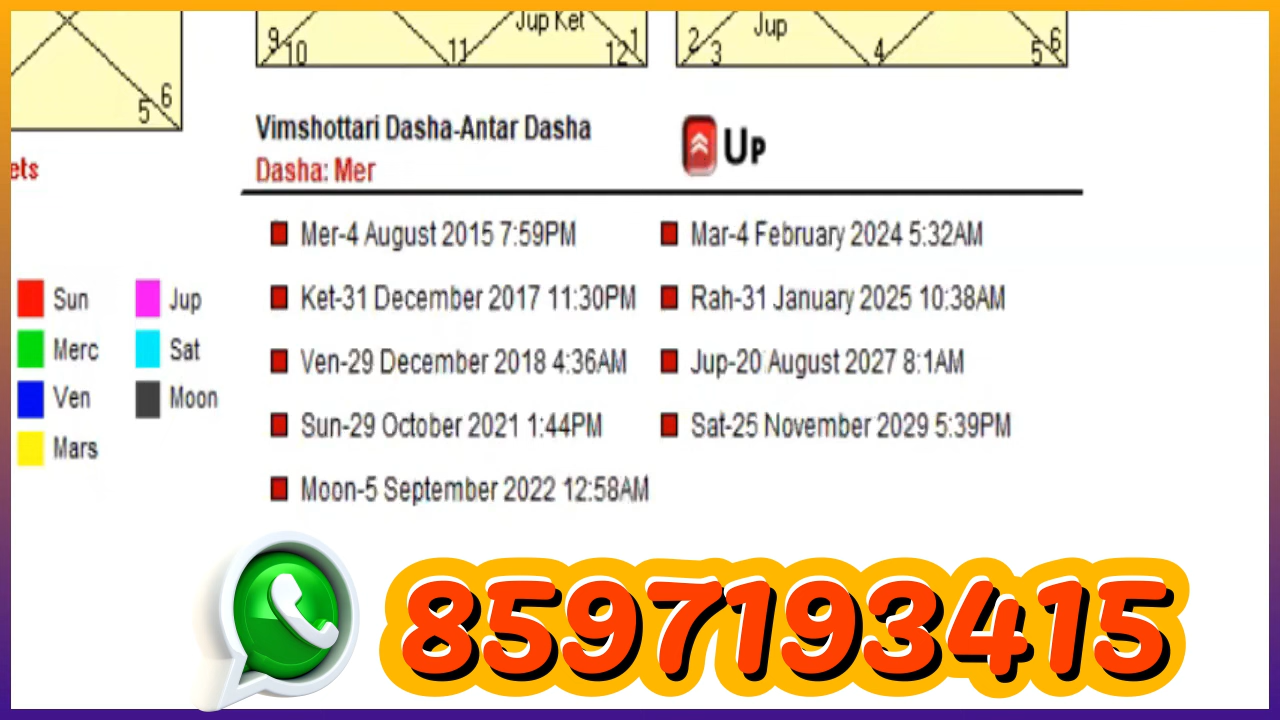 Jup Ket
Jup
9 10 11 12 1
2 3 4 5 6
5 6
Vimshottari Dasha-Antar Dasha
UP
Dasha: Mer
ets
Mer-4 August 2015 7:59PM
Mar-4 February 2024 5:32AM
Ket-31 December 2017 11:30PM
Rah-31 January 2025 10:38AM
Ven-29 December 2018 4:36AM
Jup-20 August 2027 8:1AM
Sun-29 October 2021 1:44PM
Sat-25 November 2029 5:39PM
Moon-5 September 2022 12:58AM
Sun
Jup
Merc
Sat
Ven
Moon
Mars
8597193415